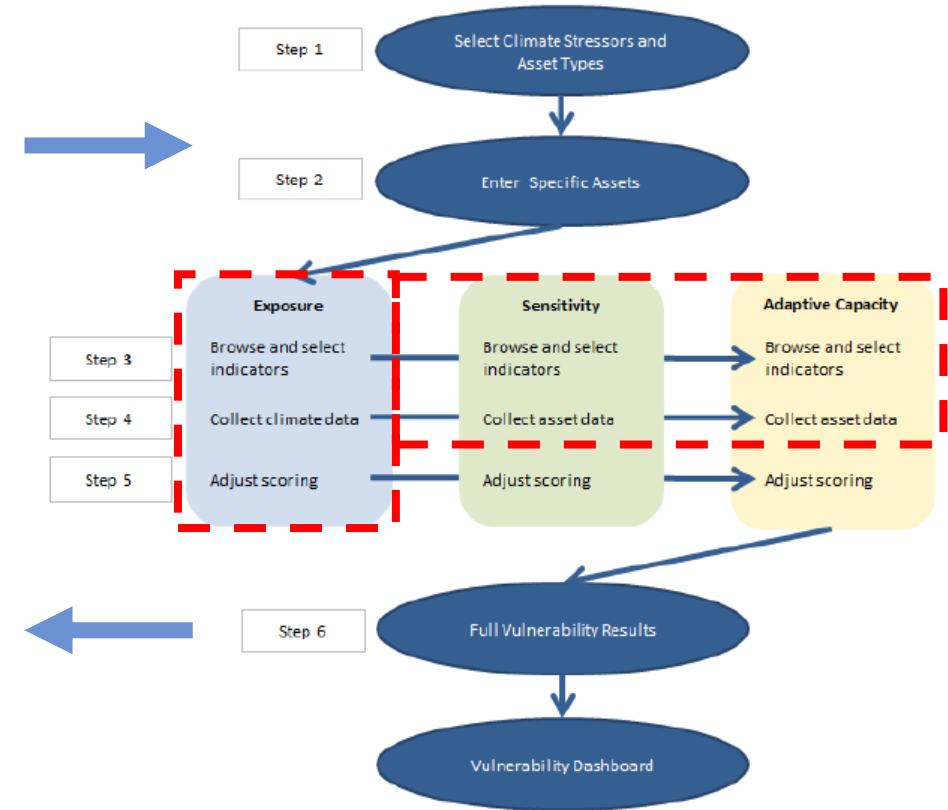 Step 1
Select Climate Stressors and
Asset Types
Step 2
Enter Specific Assets
Exposure
Sensitivity
Adaptive Capacity
Step 3
Browse and select
indicators
Browse and select
indicators
Browse and select
indicators
Step 4
Collect climate data
Collect asset data
Collect asset data
Step 5
Adjust scoring
Adjust scoring
Adjust scoring
Step 6
Full Vulnerability Results
Vulnerability Dashboard